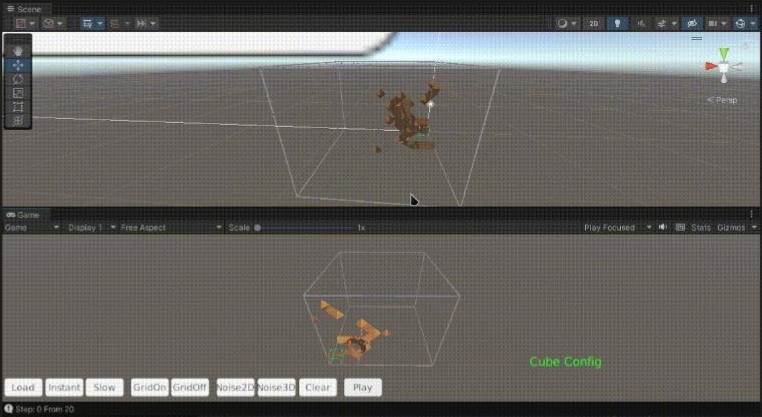 Scene
2D
Persp
Game
Game Display 1 Free Aspect Scale 1x Play Focused Stats Gizmos
Cube Config
Load Instant Slow GridOn GridOff Noise2D Noise3D Clear Play
Step: 0 From 20